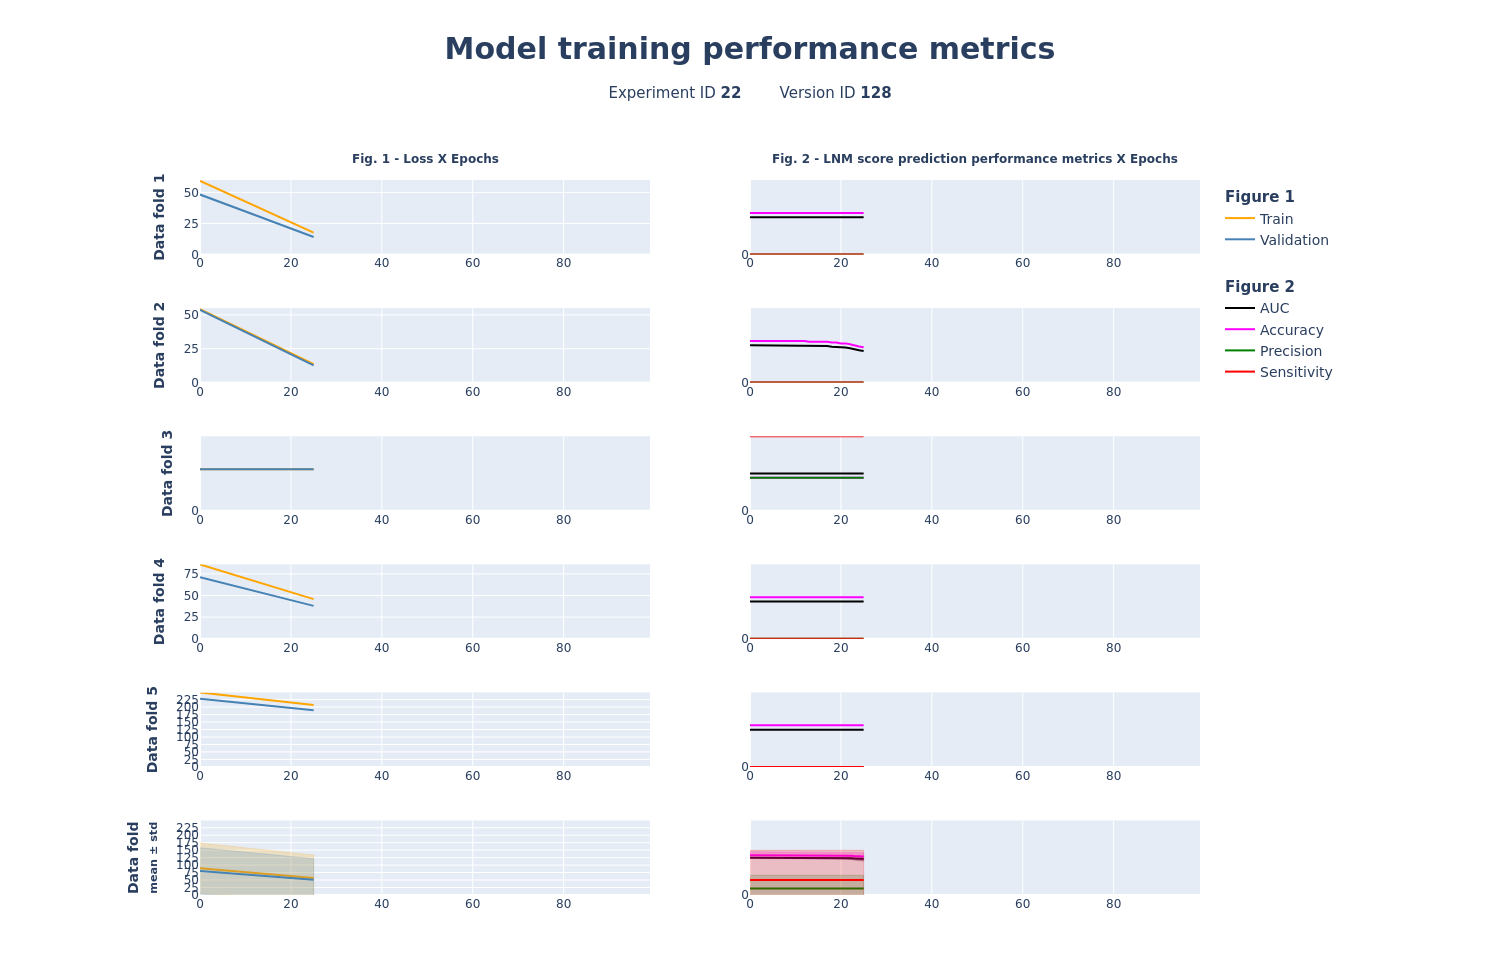 Model training performance metrics
Experiment ID 22 Version ID 128
Fig. 1 - Loss X Epochs
Fig. 2 - LNM score prediction performance metrics X Epochs
Data fold 1
50
25
0
0 20 40 60 80
0
0 20 40 60 80
Data fold 2
50
25
0
0 20 40 60 80
0
0 20 40 60 80
Data fold 3
0
0 20 40 60 80
0
0 20 40 60 80
Data fold 4
75
50
25
0
0 20 40 60 80
0
0 20 40 60 80
Data fold 5
225
200
175
150
125
100
75
50
25
0
0 20 40 60 80
0
0 20 40 60 80
Data fold
mean ± std
225
200
175
150
125
100
75
50
25
0
0 20 40 60 80
0
0 20 40 60 80
Figure 1
Train
Validation
Figure 2
AUC
Accuracy
Precision
Sensitivity